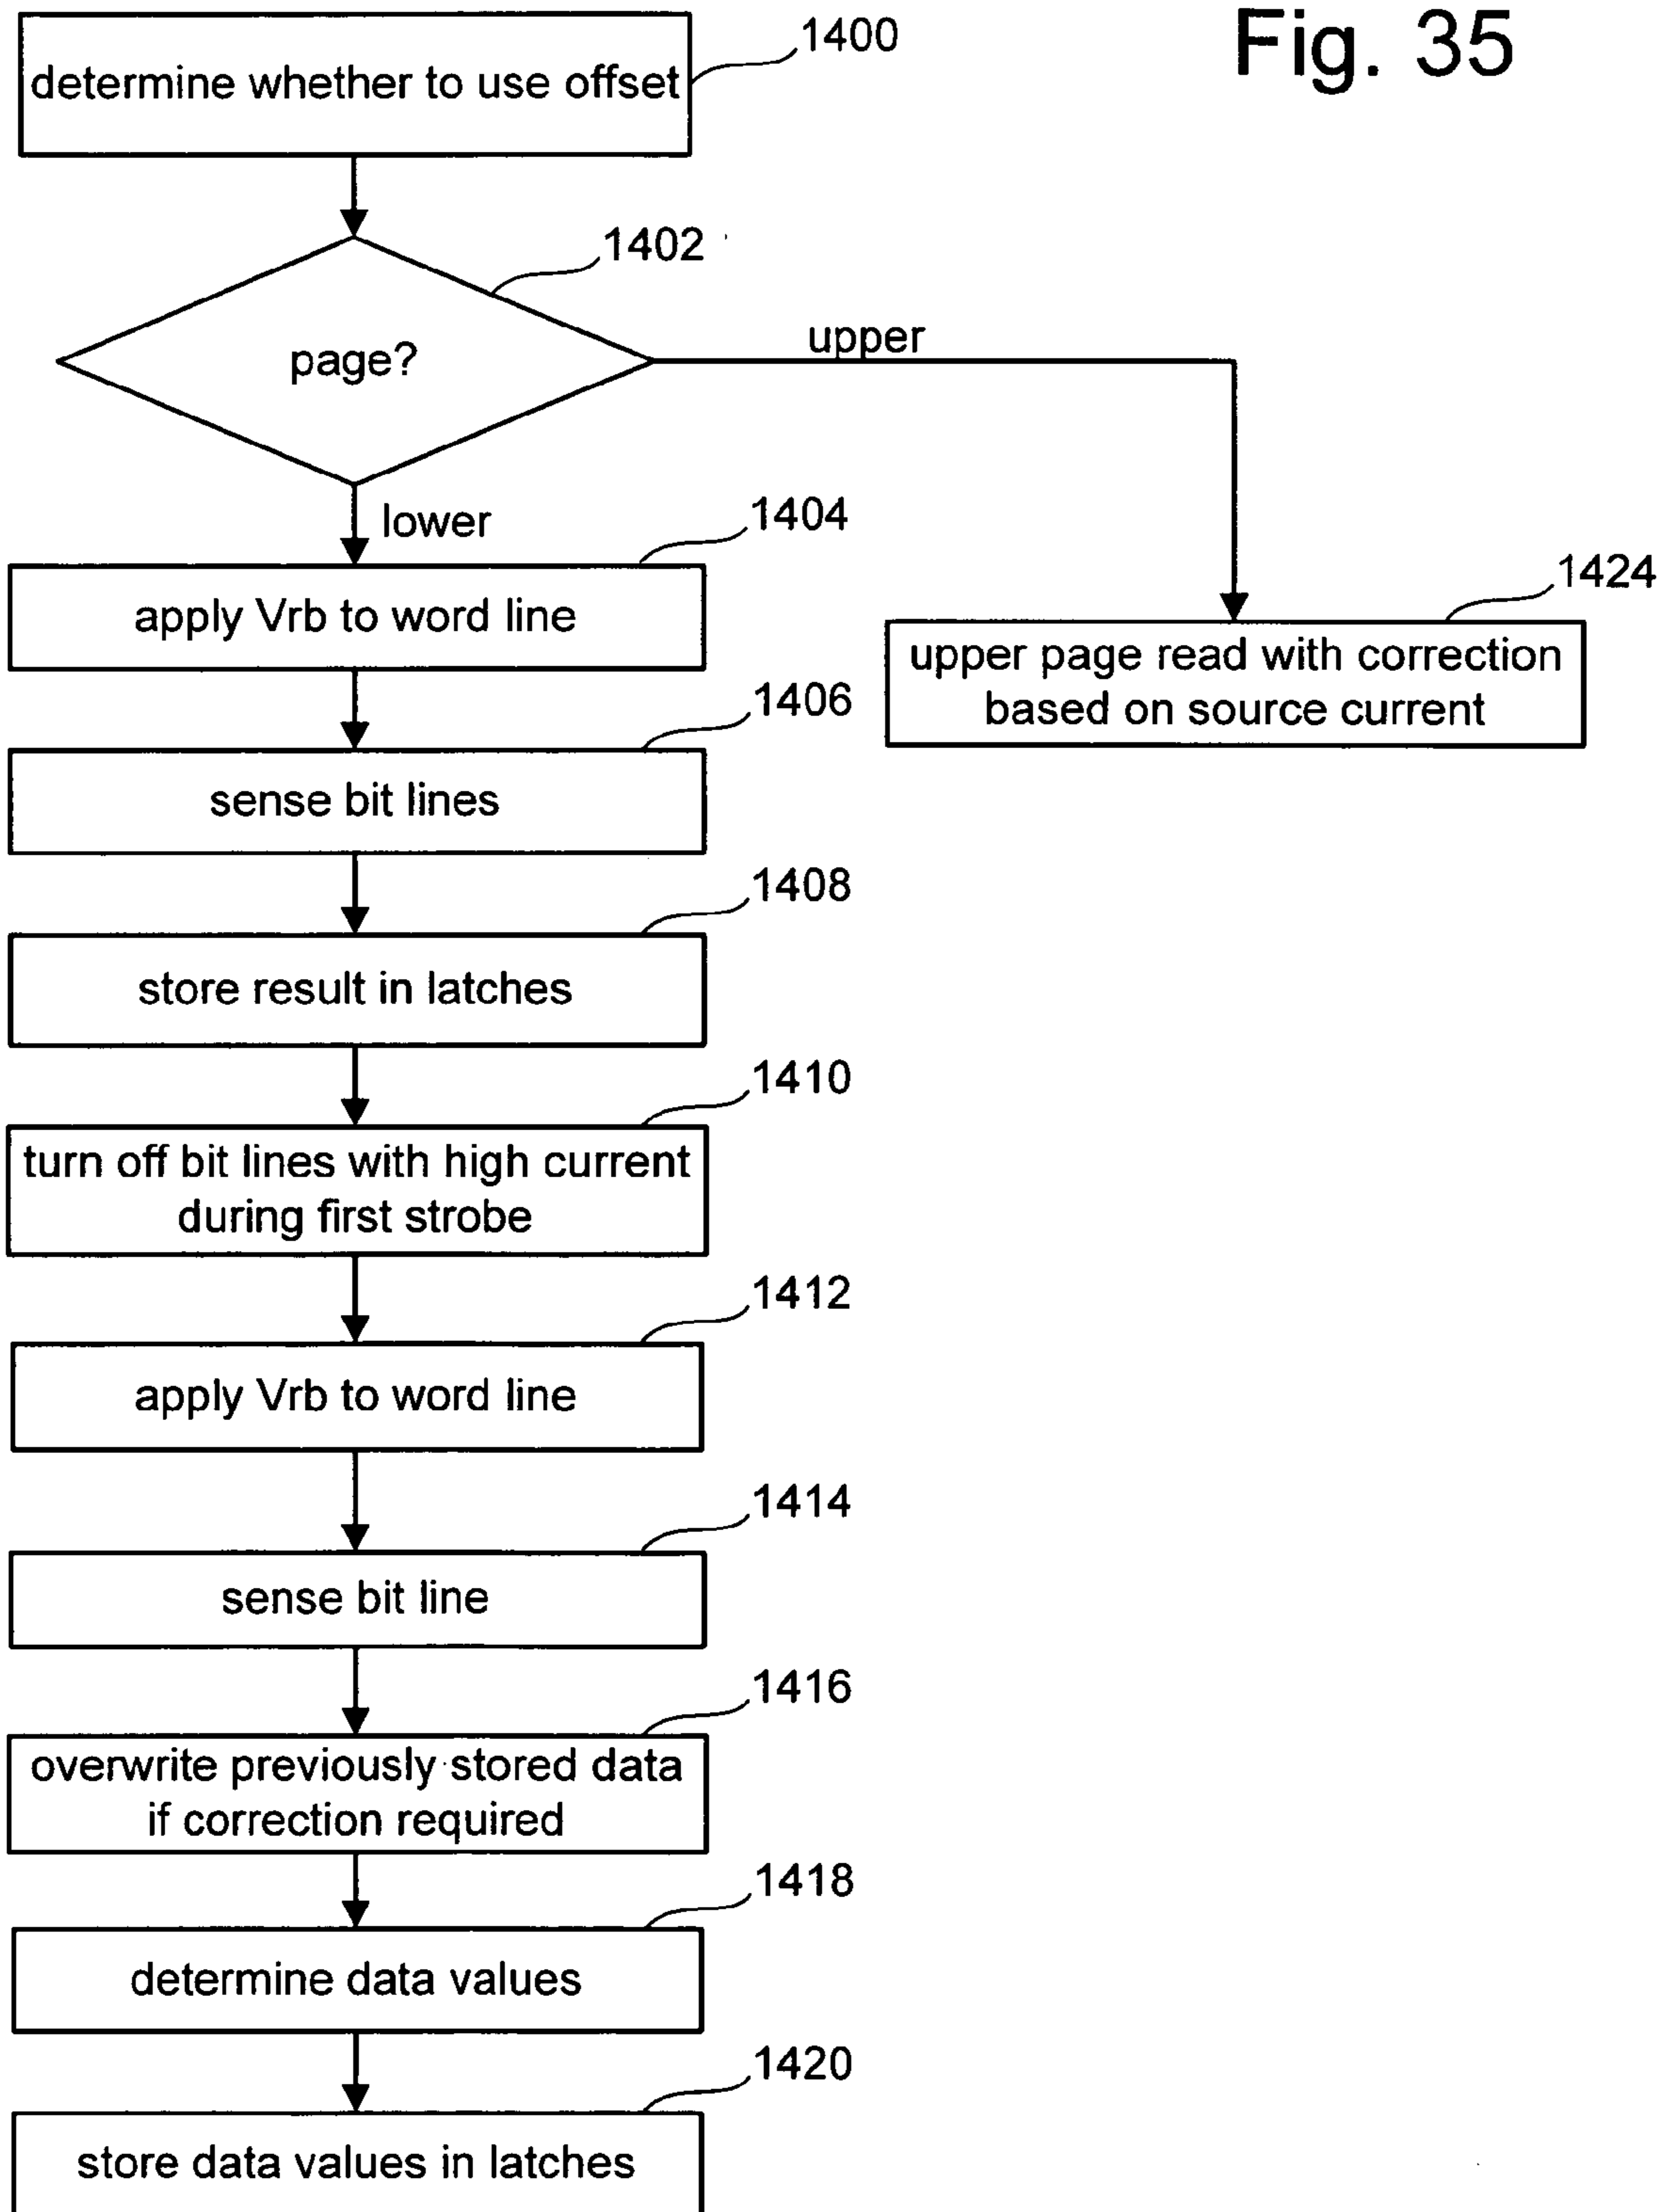 Fig. 35
1400
determine whether to use offset
1402
page?
upper
lower
1404
apply Vrb to word line
1424
upper page read with correction
based on source current
1406
sense bit lines
1408
store result in latches
1410
turn off bit lines with high current
during first strobe
1412
apply Vrb to word line
1414
sense bit line
1416
overwrite previously stored data
if correction required
1418
determine data values
1420
store data values in latches